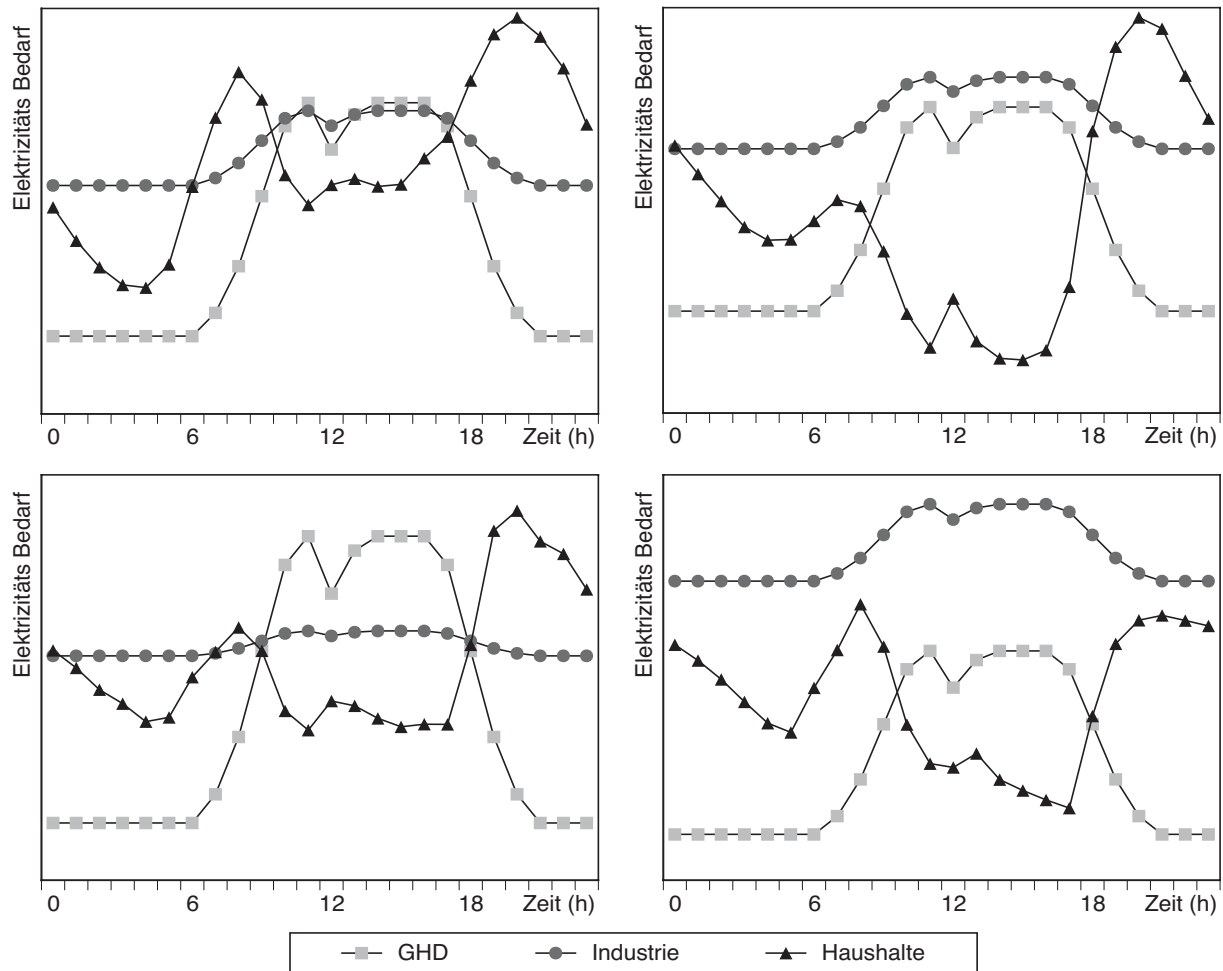 Elektrizitäts Bedarf
0 6 12 18 Zeit (h)
Elektrizitäts Bedarf
0 6 12 18 Zeit (h)
Elektrizitäts Bedarf
0 6 12 18 Zeit (h)
Elektrizitäts Bedarf
0 6 12 18 Zeit (h)
GHD Industrie Haushalte